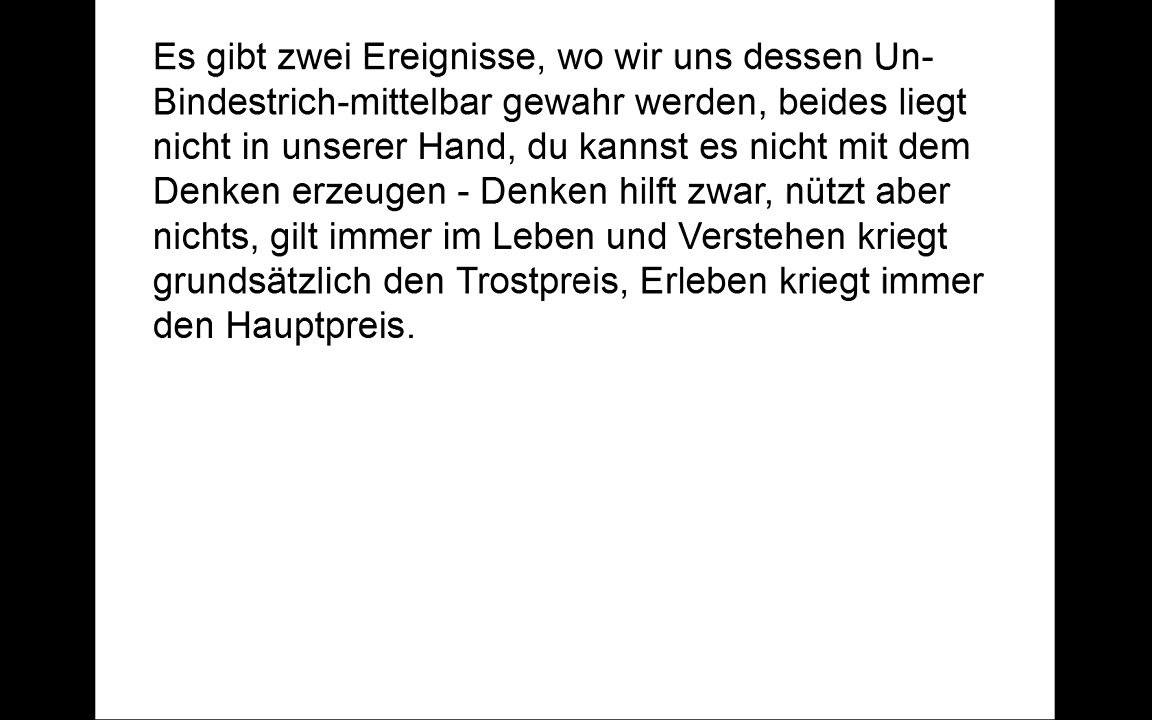 Es gibt zwei Ereignisse, wo wir uns dessen Un-
Bindestrich-mittelbar gewahr werden, beides liegt
nicht in unserer Hand, du kannst es nicht mit dem
Denken erzeugen - Denken hilft zwar, nützt aber
nichts, gilt immer im Leben und Verstehen kriegt
grundsätzlich den Trostpreis, Erleben kriegt immer
den Hauptpreis.